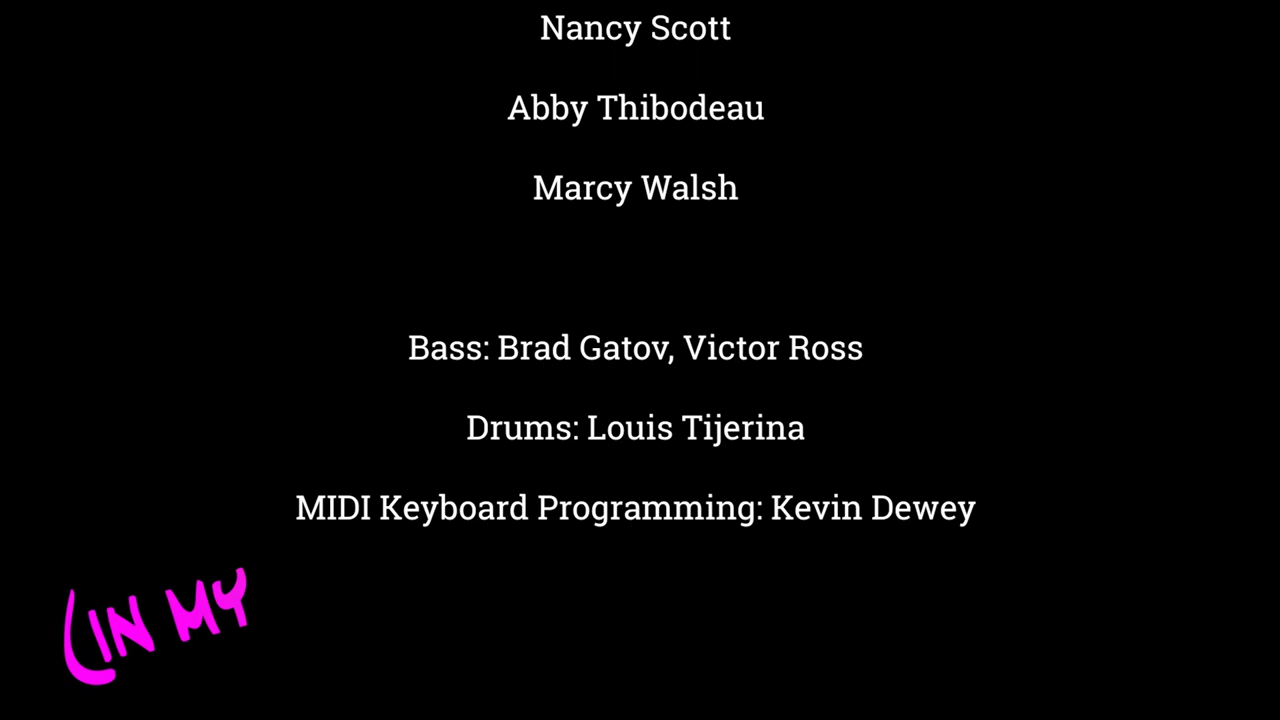 Nancy Scott
Abby Thibodeau
Marcy Walsh
Bass: Brad Gatov, Victor Ross
Drums: Louis Tijerina
MIDI Keyboard Programming: Kevin Dewey
(IN MY